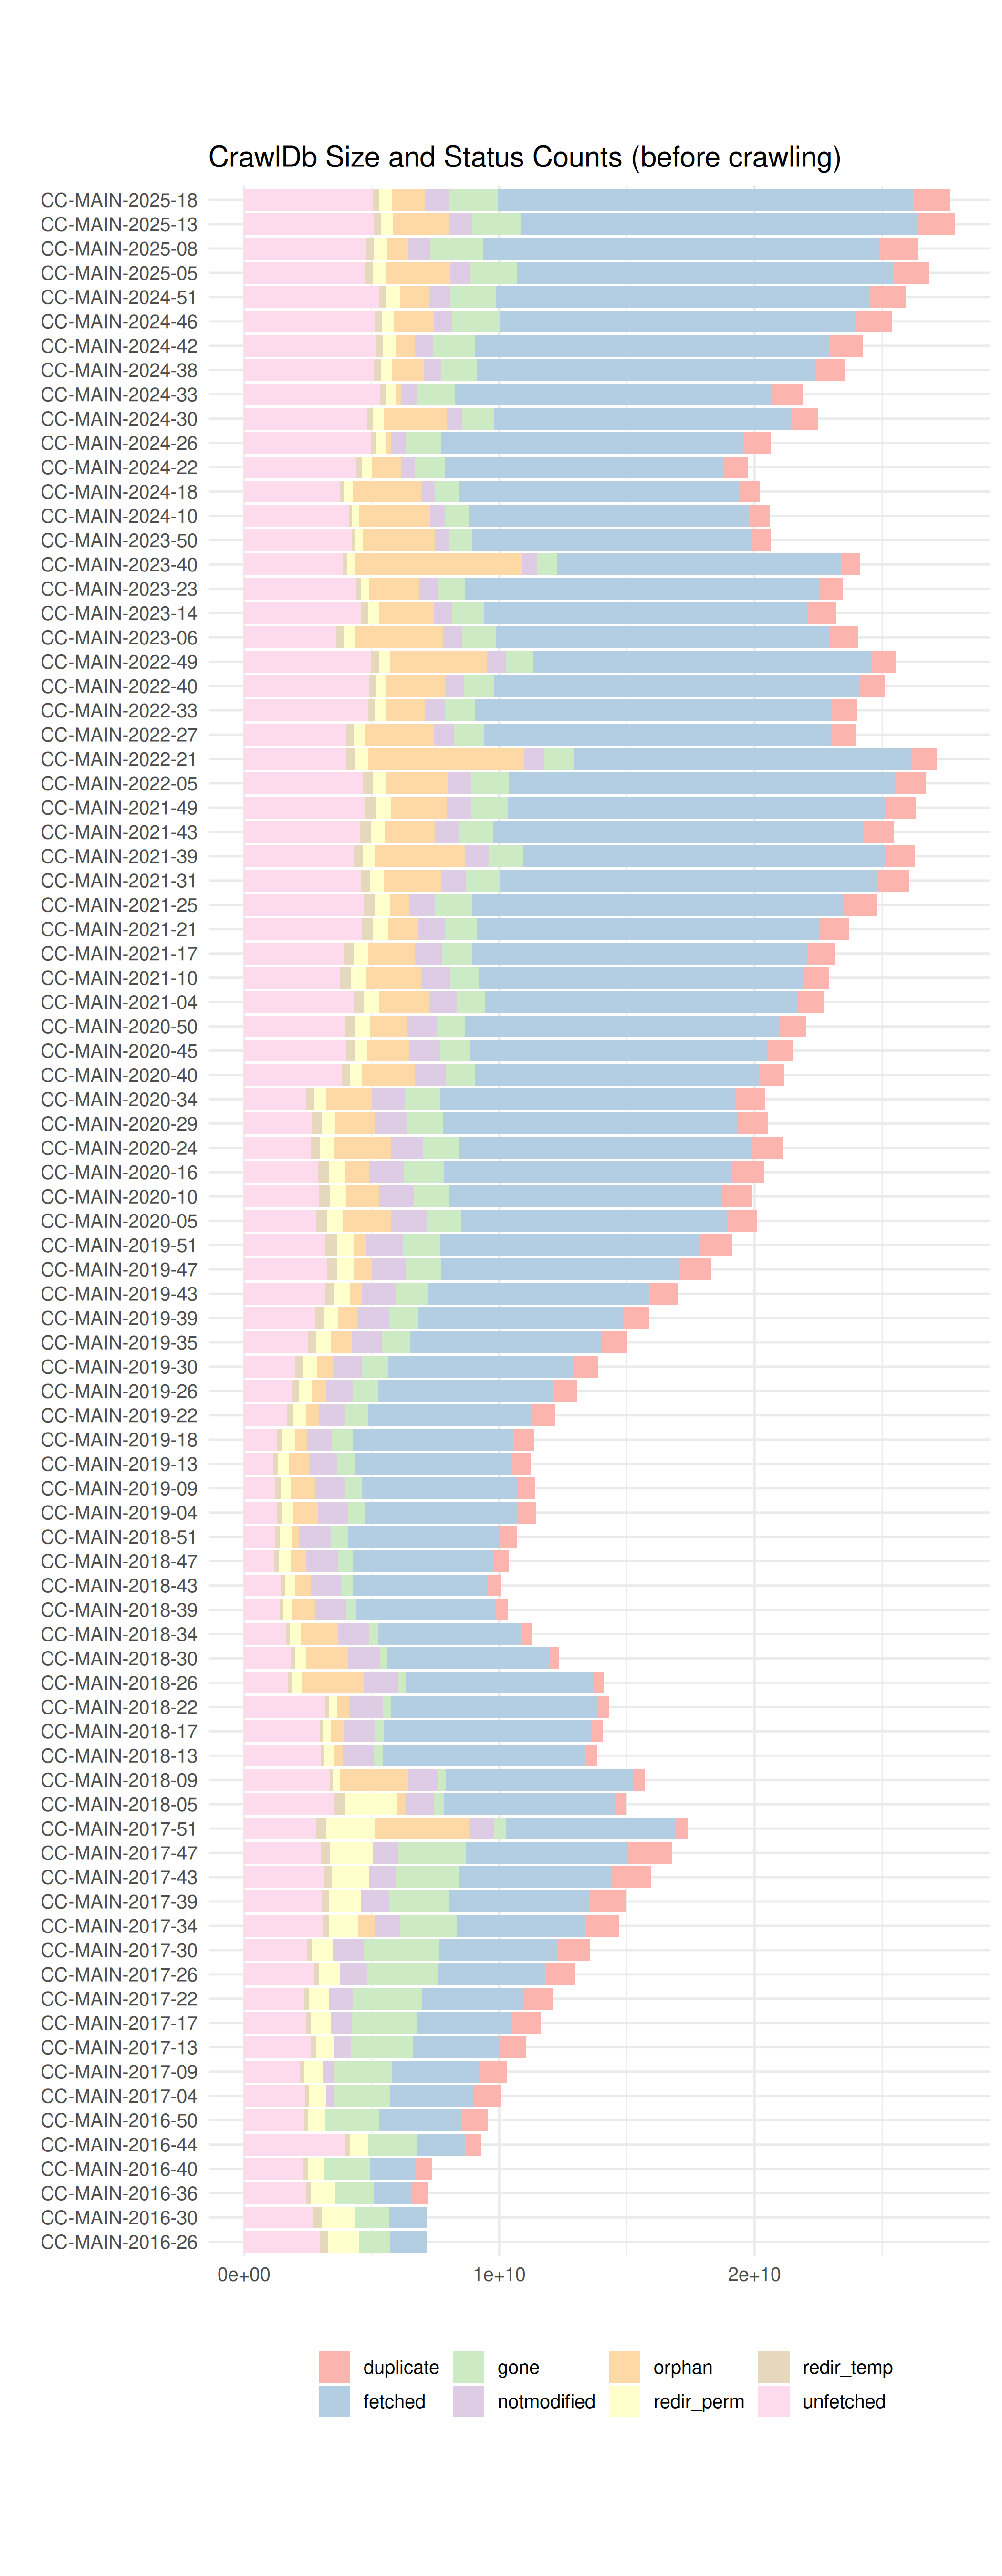 CrawlDb Size and Status Counts (before crawling)
CC-MAIN-2025-18
CC-MAIN-2025-13
CC-MAIN-2025-08
CC-MAIN-2025-05
CC-MAIN-2024-51
CC-MAIN-2024-46
CC-MAIN-2024-42
CC-MAIN-2024-38
CC-MAIN-2024-33
CC-MAIN-2024-30
CC-MAIN-2024-26
CC-MAIN-2024-22
CC-MAIN-2024-18
CC-MAIN-2024-10
CC-MAIN-2023-50
CC-MAIN-2023-40
CC-MAIN-2023-23
CC-MAIN-2023-14
CC-MAIN-2023-06
CC-MAIN-2022-49
CC-MAIN-2022-40
CC-MAIN-2022-33
CC-MAIN-2022-27
CC-MAIN-2022-21
CC-MAIN-2022-05
CC-MAIN-2021-49
CC-MAIN-2021-43
CC-MAIN-2021-39
CC-MAIN-2021-31
CC-MAIN-2021-25
CC-MAIN-2021-21
CC-MAIN-2021-17
CC-MAIN-2021-10
CC-MAIN-2021-04
CC-MAIN-2020-50
CC-MAIN-2020-45
CC-MAIN-2020-40
CC-MAIN-2020-34
CC-MAIN-2020-29
CC-MAIN-2020-24
CC-MAIN-2020-16
CC-MAIN-2020-10
CC-MAIN-2020-05
CC-MAIN-2019-51
CC-MAIN-2019-47
CC-MAIN-2019-43
CC-MAIN-2019-39
CC-MAIN-2019-35
CC-MAIN-2019-30
CC-MAIN-2019-26
CC-MAIN-2019-22
CC-MAIN-2019-18
CC-MAIN-2019-13
CC-MAIN-2019-09
CC-MAIN-2019-04
CC-MAIN-2018-51
CC-MAIN-2018-47
CC-MAIN-2018-43
CC-MAIN-2018-39
CC-MAIN-2018-34
CC-MAIN-2018-30
CC-MAIN-2018-26
CC-MAIN-2018-22
CC-MAIN-2018-17
CC-MAIN-2018-13
CC-MAIN-2018-09
CC-MAIN-2018-05
CC-MAIN-2017-51
CC-MAIN-2017-47
CC-MAIN-2017-43
CC-MAIN-2017-39
CC-MAIN-2017-34
CC-MAIN-2017-30
CC-MAIN-2017-26
CC-MAIN-2017-22
CC-MAIN-2017-17
CC-MAIN-2017-13
CC-MAIN-2017-09
CC-MAIN-2017-04
CC-MAIN-2016-50
CC-MAIN-2016-44
CC-MAIN-2016-40
CC-MAIN-2016-36
CC-MAIN-2016-30
CC-MAIN-2016-26
0e+00 1e+10 2e+10
duplicate gone orphan redir_temp
fetched notmodified redir_perm unfetched